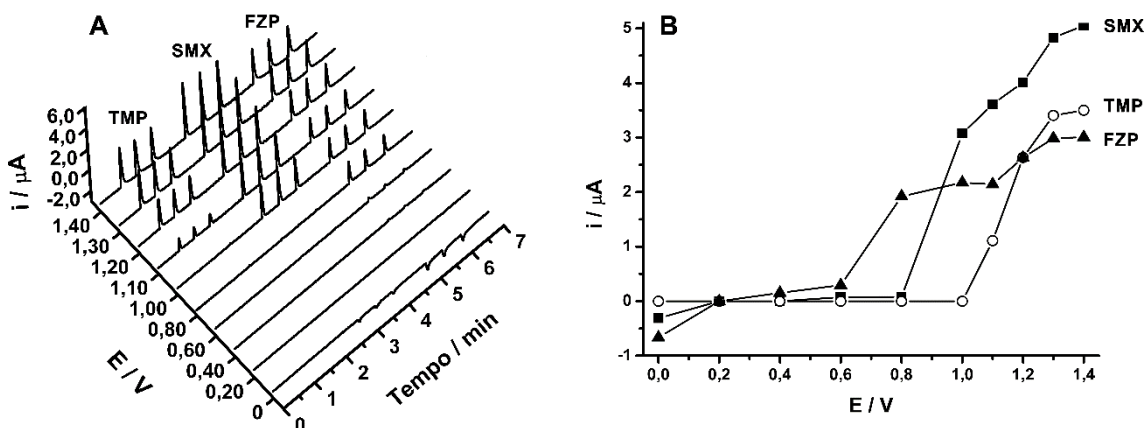 A
FZP
SMX
TMP
6,0
4,0
2,0
0,0
-2,0
i / µA
1,40
1,30
1,20
1,10
1,00
0,80
0,60
0,40
0,20
0
E / V
0
1
2
3
4
5
6
7
Tempo / min
B
5
4
3
2
1
0
-1
i / µA
0,0 0,2 0,4 0,6 0,8 1,0 1,2 1,4
E / V
SMX
TMP
FZP